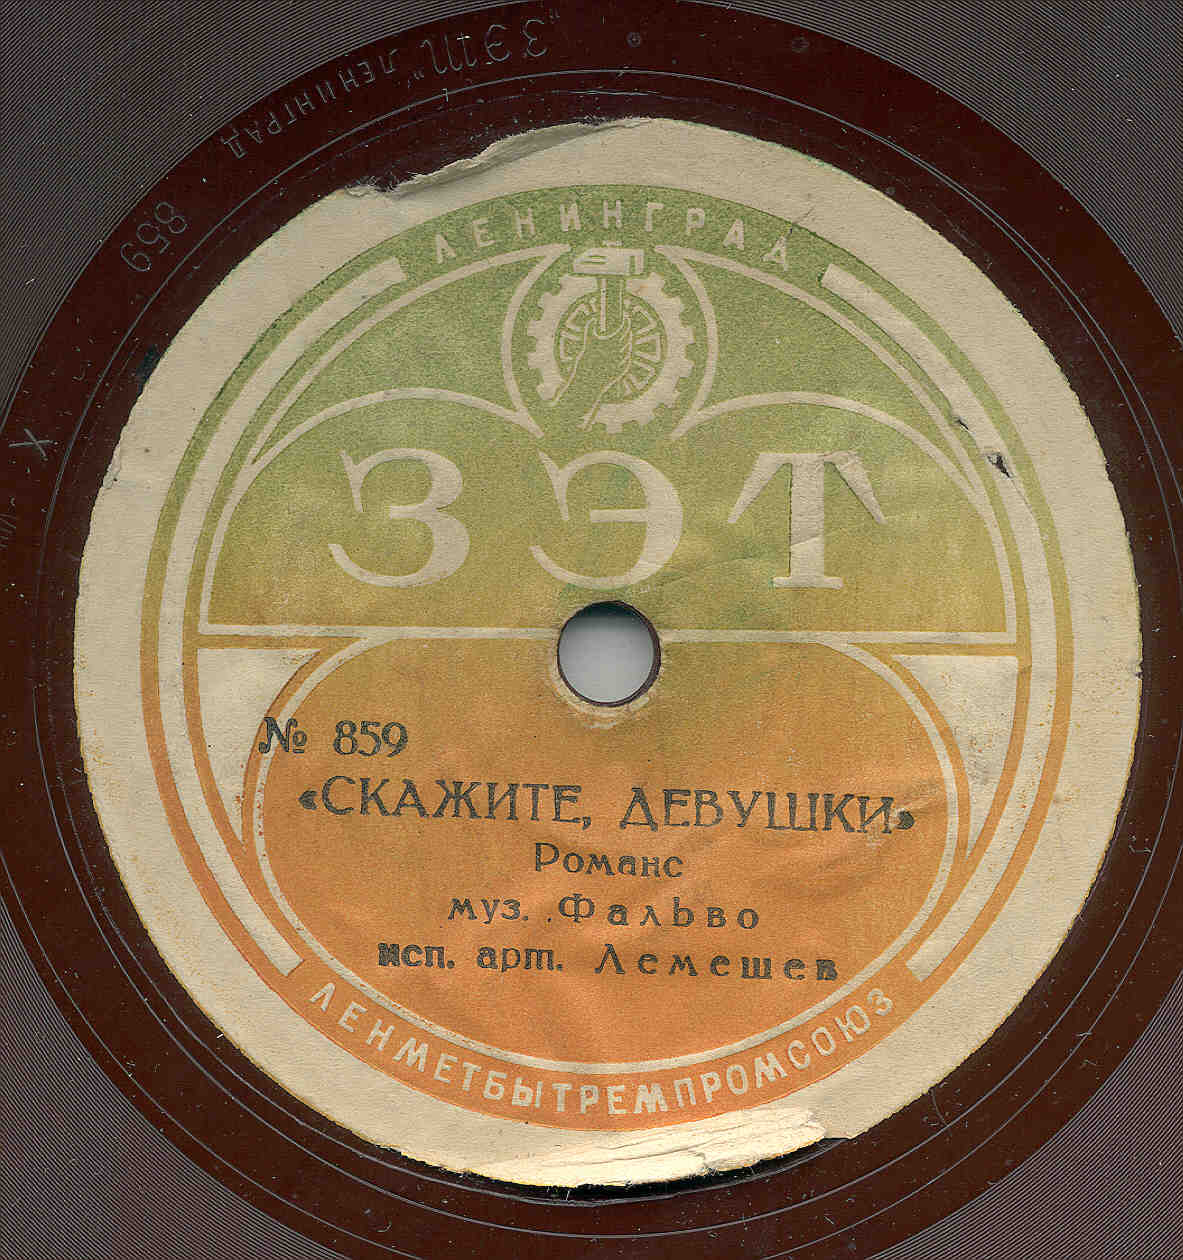 „ЗЭТ" ЛЕНИНГРАД
859
Х
ЛЕНИНГРАД
ЗЭТ
№ 859
«СКАЖИТЕ, ДЕВУШКИ»
Романс
муз. Фальво
исп. арт. Лемешев
ЛЕНМЕТБЫТРЕМПРОМСОЮЗ